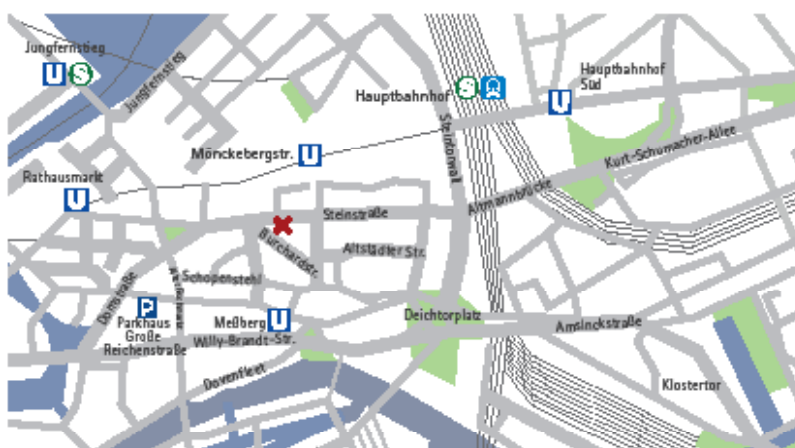 Jungfernstieg
U S
Jungfernstieg
Hauptbahnhof
S
U
Hauptbahnhof
Süd
Steintorwall
Kurt-Schumacher-Allee
Mönckebergstr. U
Rathausmarkt
U
Altmannbrücke
Steinstraße
Burchardstr.
Altstädter Str.
Schopenstehl
Domstraße
P
Parkhaus
Große
Reichenstraße
Meßberg U
Willy-Brandt-Str.
Deichtorplatz
Amsinckstraße
Dovenfleet
Klostertor